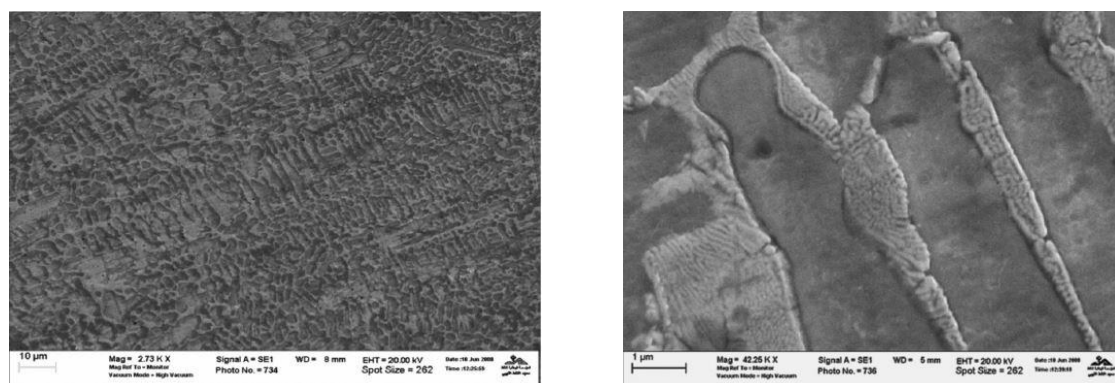 10 µm
Mag = 2.73 K X
Signal A = SE1
WD = 8 mm
EHT = 20.00 kV
Mag Ref To = Monitor
Vacuum Mode = High Vacuum
Photo No. = 734
Spot Size = 262
1 µm
Mag = 42.25 K X
Signal A = SE1
WD = 5 mm
EHT = 20.00 kV
Mag Ref To = Monitor
Vacuum Mode = High Vacuum
Photo No. = 736
Spot Size = 262